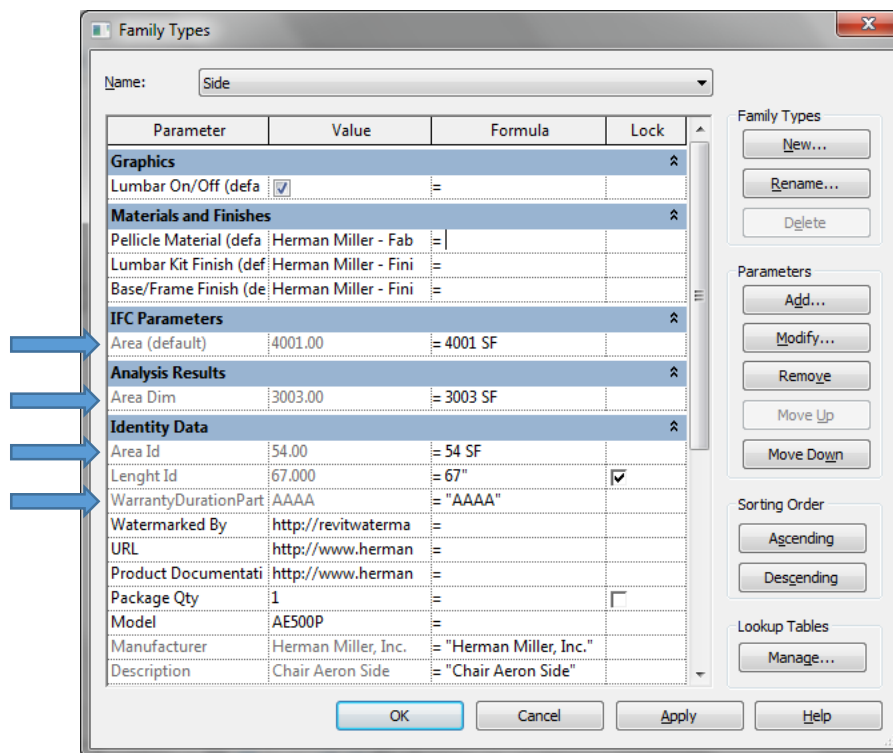 Family Types
Name: Side
Parameter Value Formula Lock
Graphics
Lumbar On/Off (defa =
Materials and Finishes
Pellicle Material (defa Herman Miller - Fab =
Lumbar Kit Finish (def Herman Miller - Fini =
Base/Frame Finish (de Herman Miller - Fini =
IFC Parameters
Area (default) 4001.00 = 4001 SF
Analysis Results
Area Dim 3003.00 = 3003 SF
Identity Data
Area Id 54.00 = 54 SF
Lenght Id 67.000 = 67"
WarrantyDurationPart AAAA = "AAAA"
Watermarked By http://revitwaterma =
URL http://www.herman =
Product Documentati http://www.herman =
Package Qty 1 =
Model AE500P =
Manufacturer Herman Miller, Inc. = "Herman Miller, Inc."
Description Chair Aeron Side = "Chair Aeron Side"
Family Types
New...
Rename...
Delete
Parameters
Add...
Modify...
Remove
Move Up
Move Down
Sorting Order
Ascending
Descending
Lookup Tables
Manage...
OK Cancel Apply Help